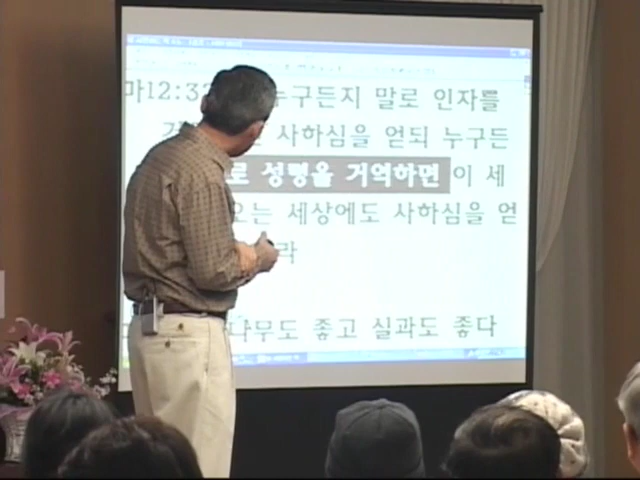 마12:32 누구든지 말로 인자를
사하심을 얻되 누구든
로 성령을 거역하면 이 세
오는 세상에도 사하심을 얻
라
나무도 좋고 실과도 좋다